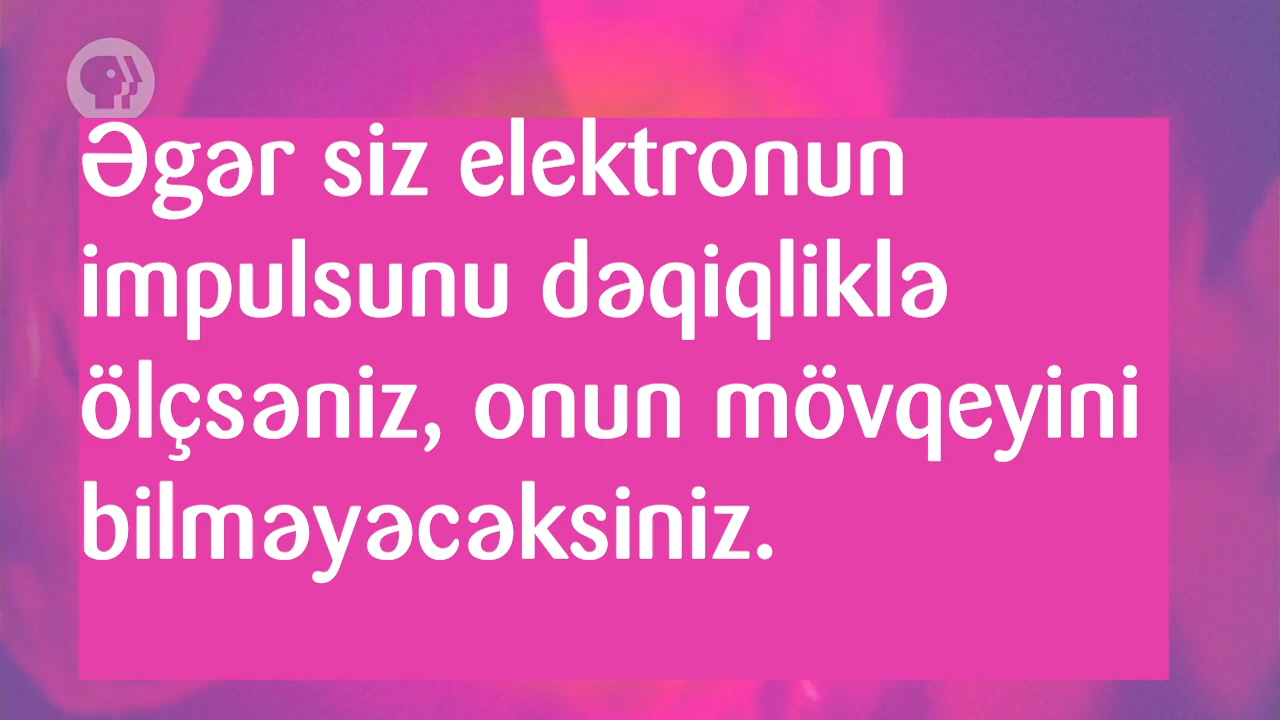 Əgər siz elektronun
impulsunu dəqiqliklə
ölçsəniz, onun mövqeyini
bilməyəcəksiniz.